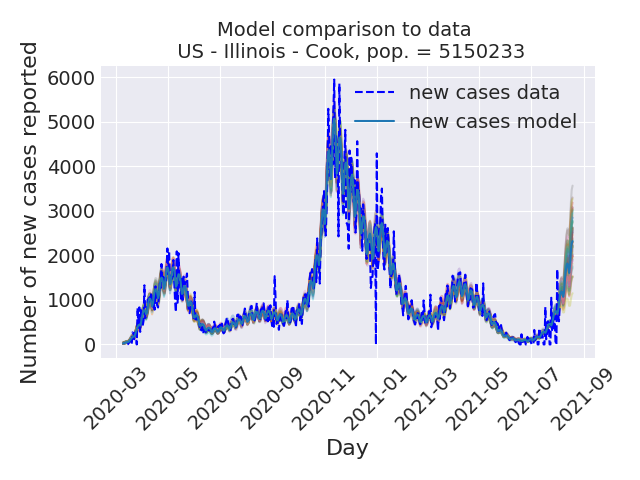 Model comparison to data
US - Illinois - Cook, pop. = 5150233
Number of new cases reported
6000
5000
4000
3000
2000
1000
0
new cases data
new cases model
2020-03
2020-05
2020-07
2020-09
2020-11
2021-01
2021-03
2021-05
2021-07
2021-09
Day